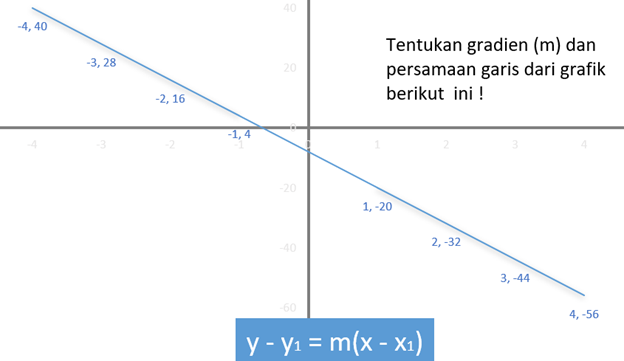 40
-4, 40
Tentukan gradien (m) dan
persamaan garis dari grafik
berikut ini !
-3, 28
20
-2, 16
-1, 4
0
-4 -3 -2 -1 0 1 2 3 4
-20
1, -20
2, -32
-40
3, -44
-60
4, -56
y - y1 = m(x - x1)